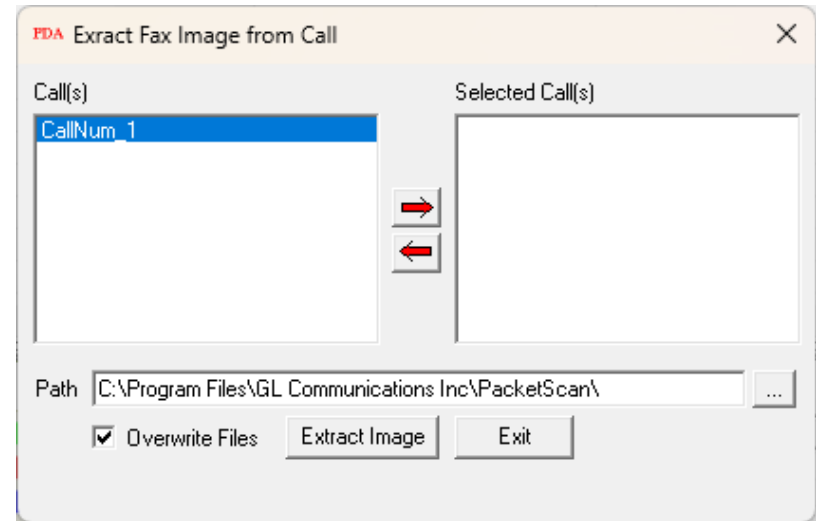 PDA Exract Fax Image from Call
Call(s)
Selected Call(s)
CallNum_1
Path C:\Program Files\GL Communications Inc\PacketScan\ ...
Overwrite Files Extract Image Exit